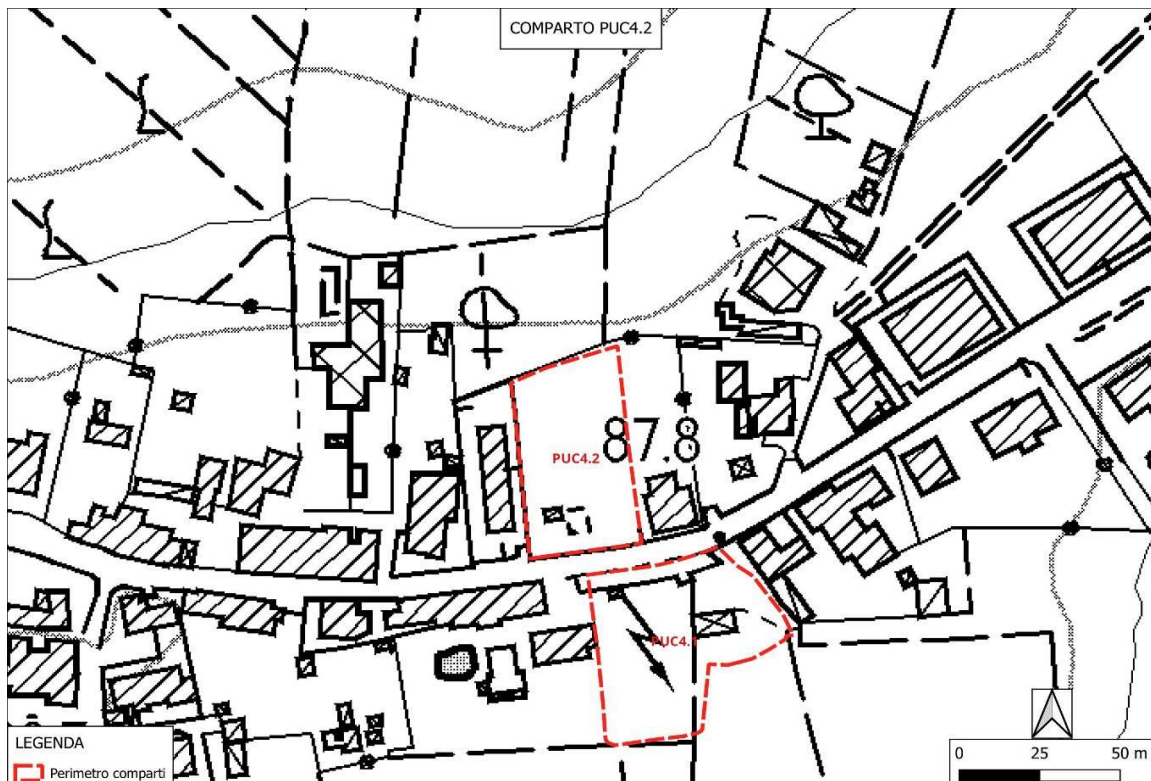 COMPARTO PUC4.2
87.8
PUC4.2
PUC4.1
LEGENDA
Perimetro comparti
0 25 50 m